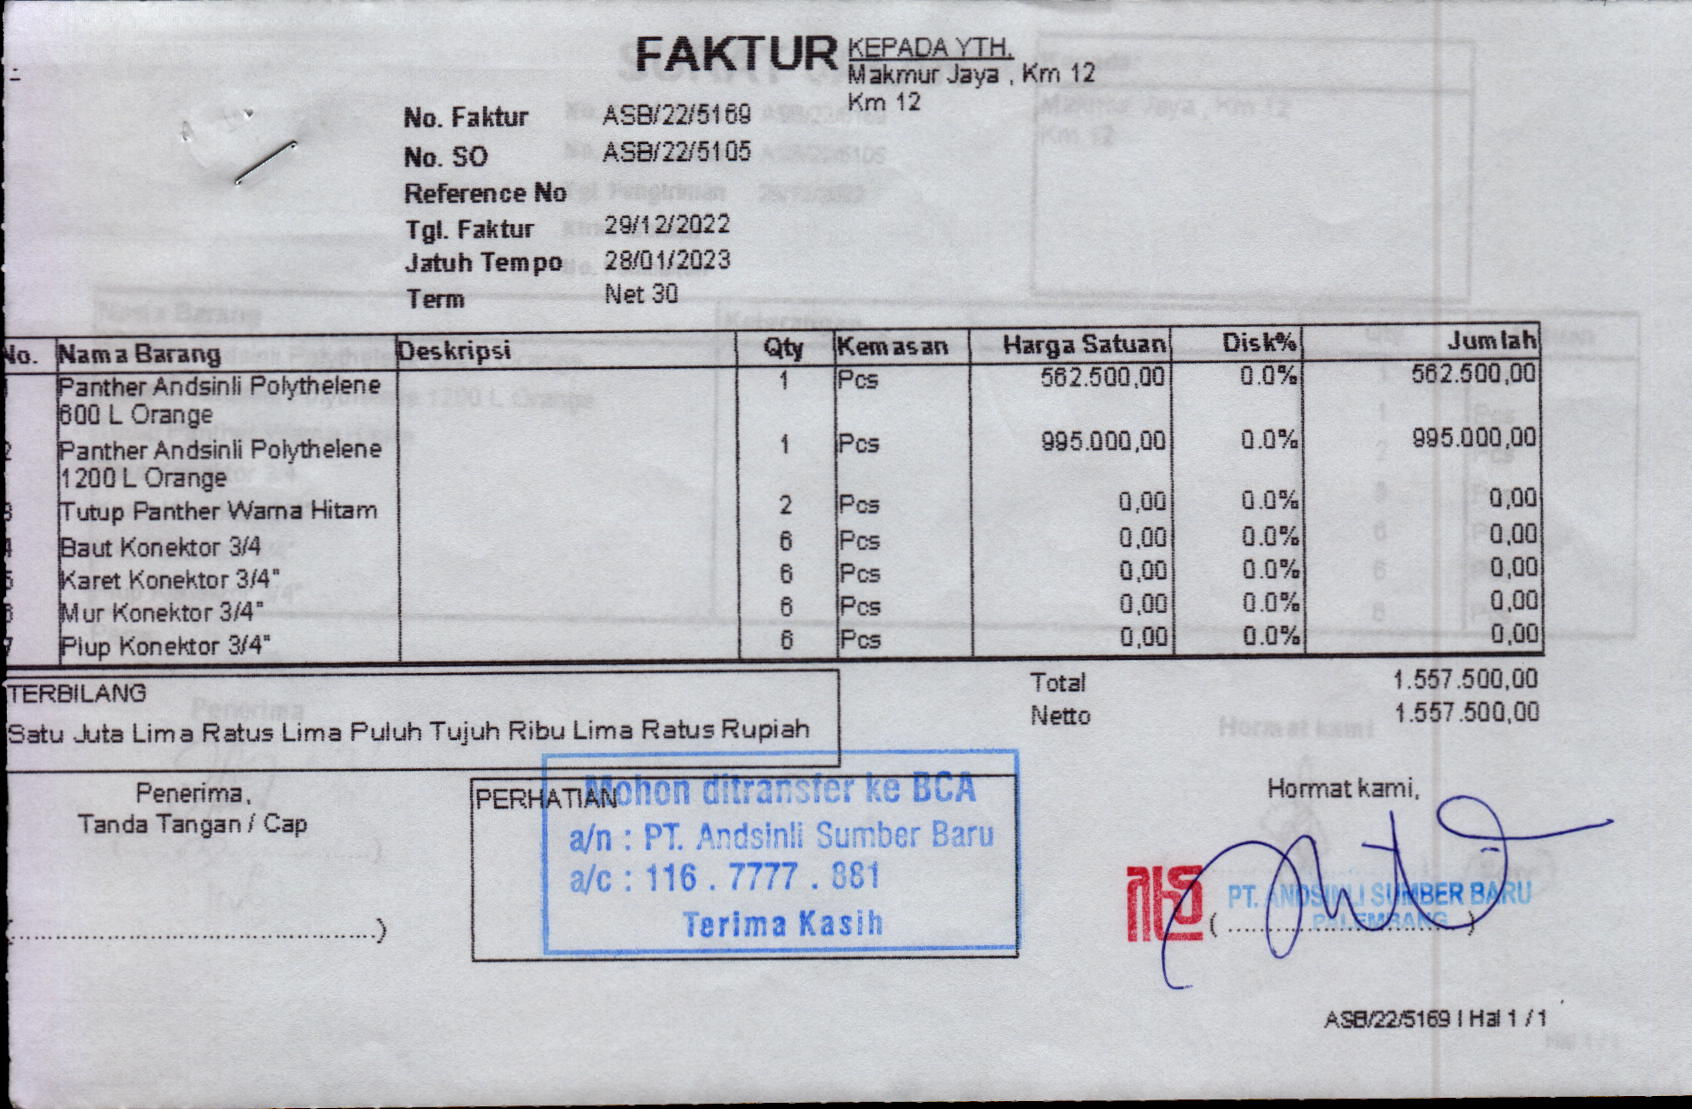 FAKTUR
KEPADA YTH.
Makmur Jaya , Km 12
Km 12
No. Faktur ASB/22/5169
No. SO ASB/22/5105
Reference No
Tgl. Faktur 29/12/2022
Jatuh Tempo 28/01/2023
Term Net 30
No. Nama Barang Deskripsi Qty Kemasan Harga Satuan Disk% Jumlah
Panther Andsinli Polythelene 1 Pcs 562.500,00 0.0% 562.500,00
600 L Orange
2 Panther Andsinli Polythelene 1 Pcs 995.000,00 0.0% 995.000,00
1200 L Orange
3 Tutup Panther Warna Hitam 2 Pcs 0,00 0.0% 0,00
4 Baut Konektor 3/4 6 Pcs 0,00 0.0% 0,00
5 Karet Konektor 3/4" 6 Pcs 0,00 0.0% 0,00
6 Mur Konektor 3/4" 6 Pcs 0,00 0.0% 0,00
7 Plup Konektor 3/4" 6 Pcs 0,00 0.0% 0,00
Total 1.557.500,00
Netto 1.557.500,00
TERBILANG
Satu Juta Lima Ratus Lima Puluh Tujuh Ribu Lima Ratus Rupiah
Penerima,
Tanda Tangan / Cap
(................................................)
PERHATIAN
Mohon ditransfer ke BCA
a/n : PT. Andsinli Sumber Baru
a/c : 116 . 7777 . 881
Terima Kasih
Hormat kami,
PT. ANDSINLI SUMBER BARU
PALEMBANG
(................................)
ASB/22/5169 | Hal 1 / 1